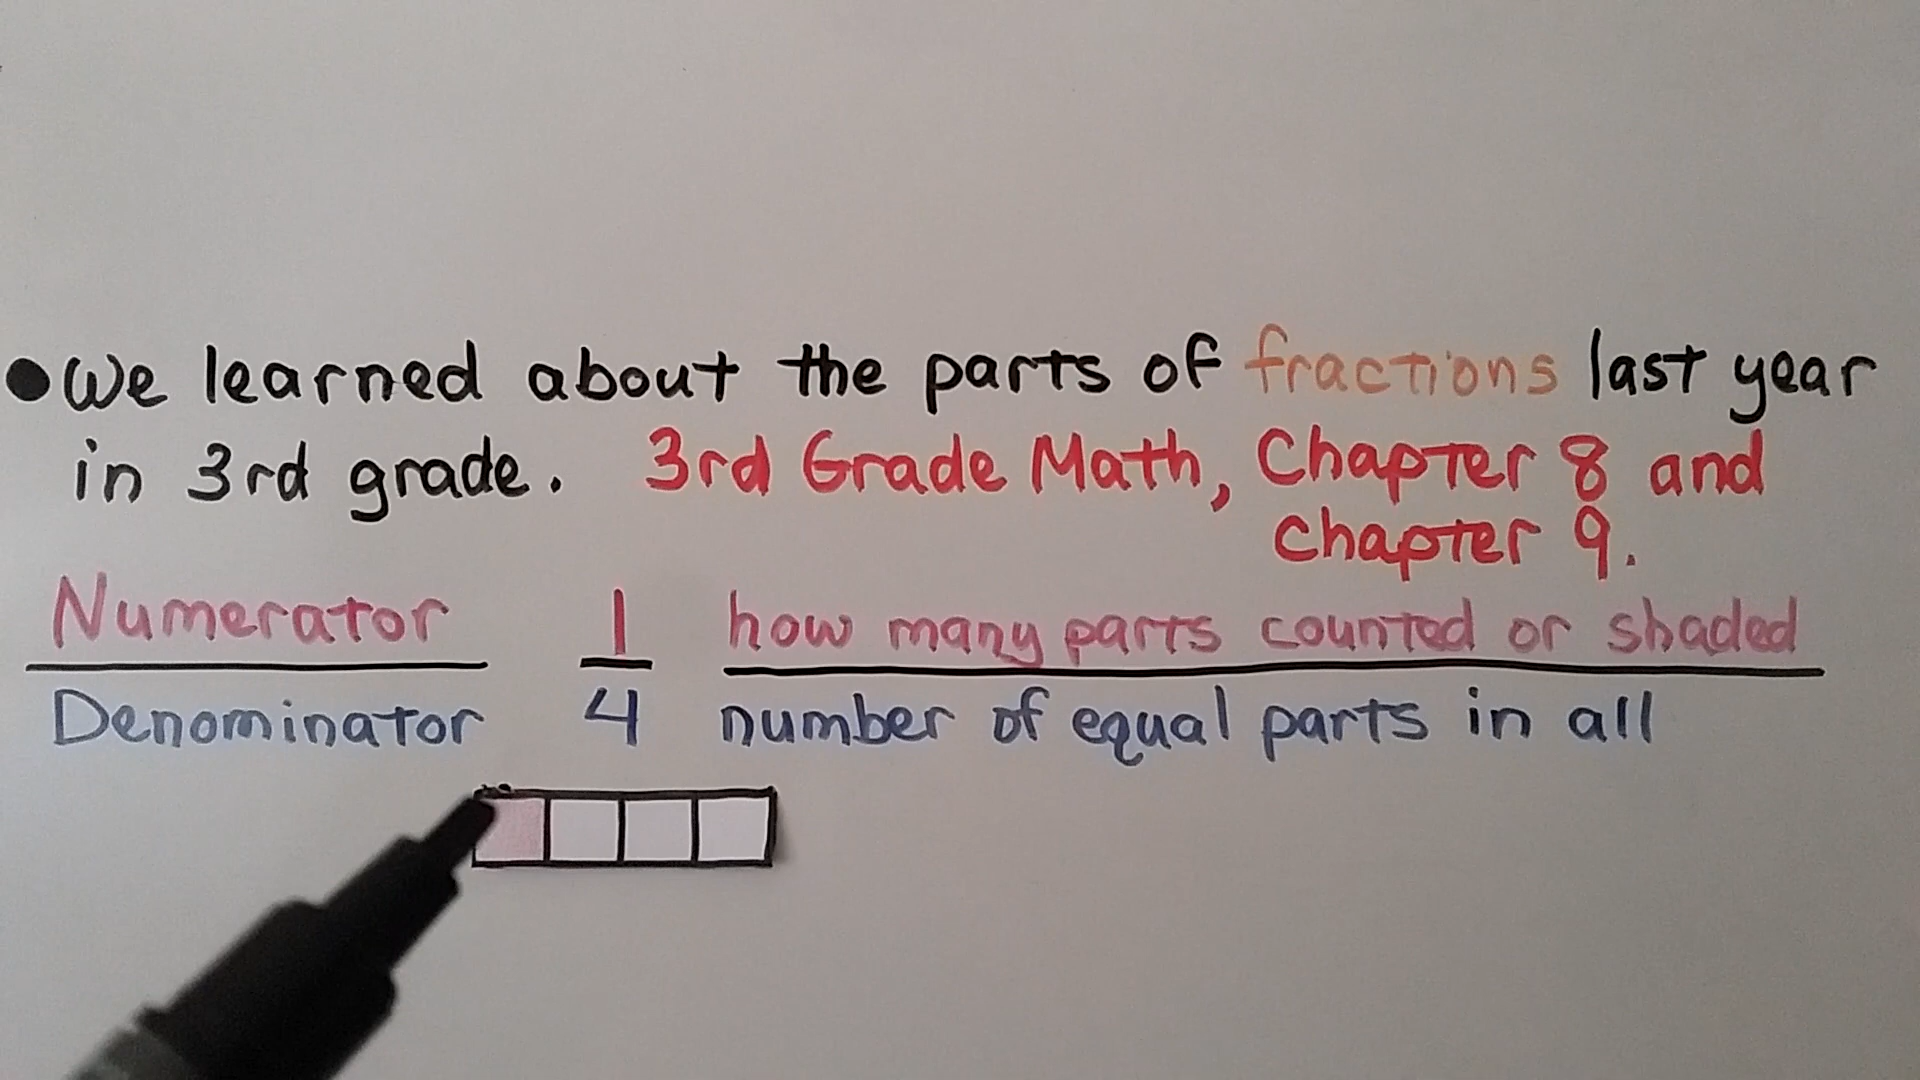 •We learned about the parts of fractions last year
in 3rd grade. 3rd Grade Math, Chapter 8 and
Chapter 9.
Numerator 1 how many parts counted or shaded
Denominator 4 number of equal parts in all